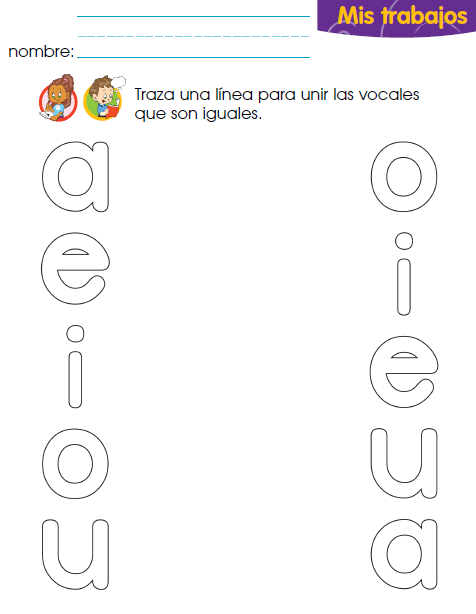 Mis trabajos
nombre:
Traza una línea para unir las vocales
que son iguales.
a o
e i
i e
o u
u a